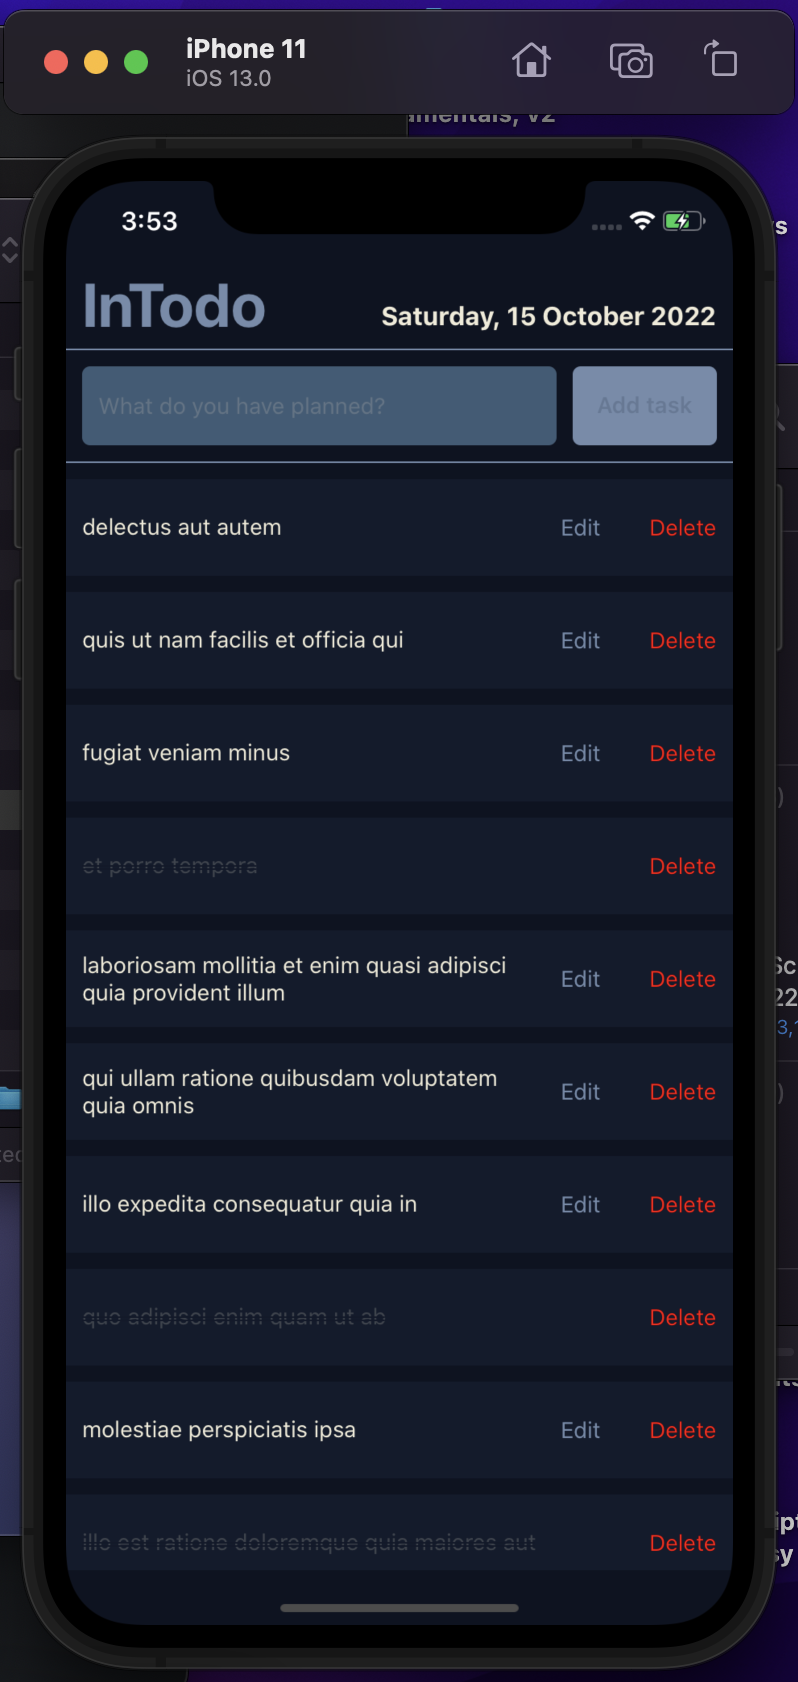 iPhone 11
iOS 13.0
amentals, v2
3:53
InTodo
Saturday, 15 October 2022
What do you have planned?
Add task
delectus aut autem
Edit
Delete
quis ut nam facilis et officia qui
Edit
Delete
fugiat veniam minus
Edit
Delete
et porro tempora
Delete
laboriosam mollitia et enim quasi adipisci
quia provident illum
Edit
Delete
qui ullam ratione quibusdam voluptatem
quia omnis
Edit
Delete
illo expedita consequatur quia in
Edit
Delete
quo adipisci enim quam ut ab
Delete
molestiae perspiciatis ipsa
Edit
Delete
illo est ratione doloremque quia maiores aut
Delete